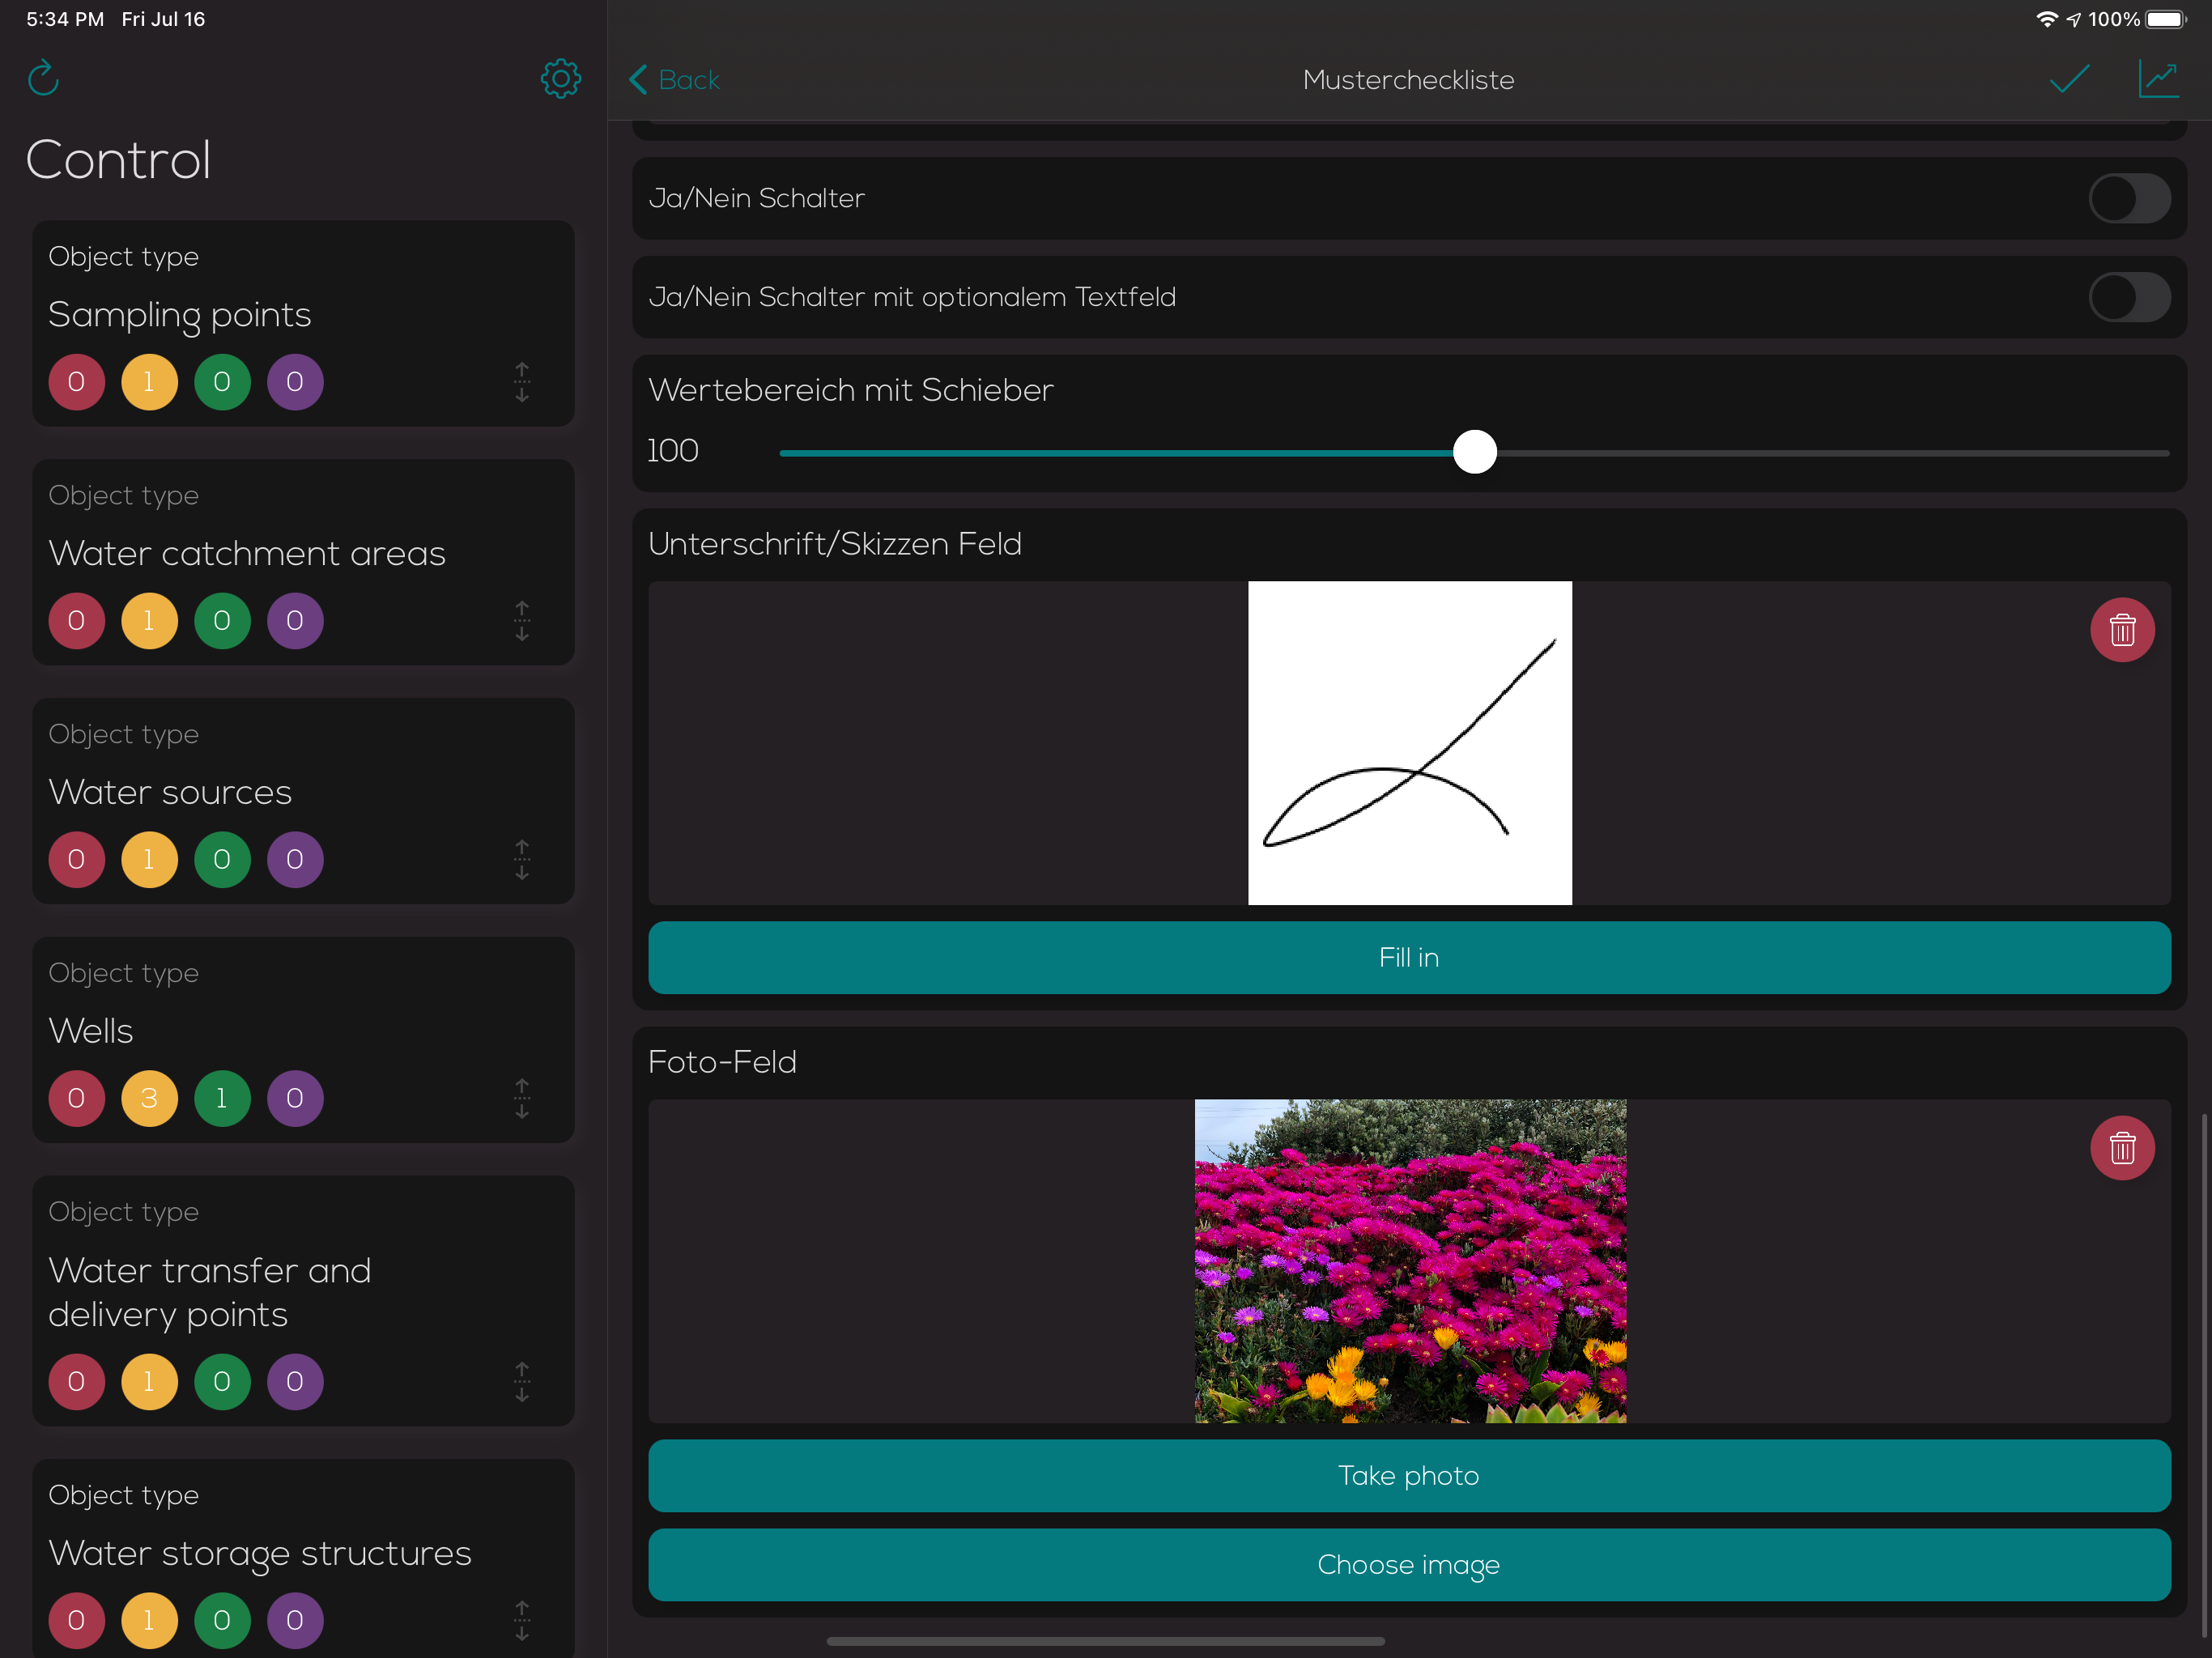 5:34 PM Fri Jul 16
100%
Control
Object type
Sampling points
0 1 0 0
Object type
Water catchment areas
0 1 0 0
Object type
Water sources
0 1 0 0
Object type
Wells
0 3 1 0
Object type
Water transfer and
delivery points
0 1 0 0
Object type
Water storage structures
0 1 0 0
Back
Mustercheckliste
Ja/Nein Schalter
Ja/Nein Schalter mit optionalem Textfeld
Wertebereich mit Schieber
100
Unterschrift/Skizzen Feld
Fill in
Foto-Feld
Take photo
Choose image